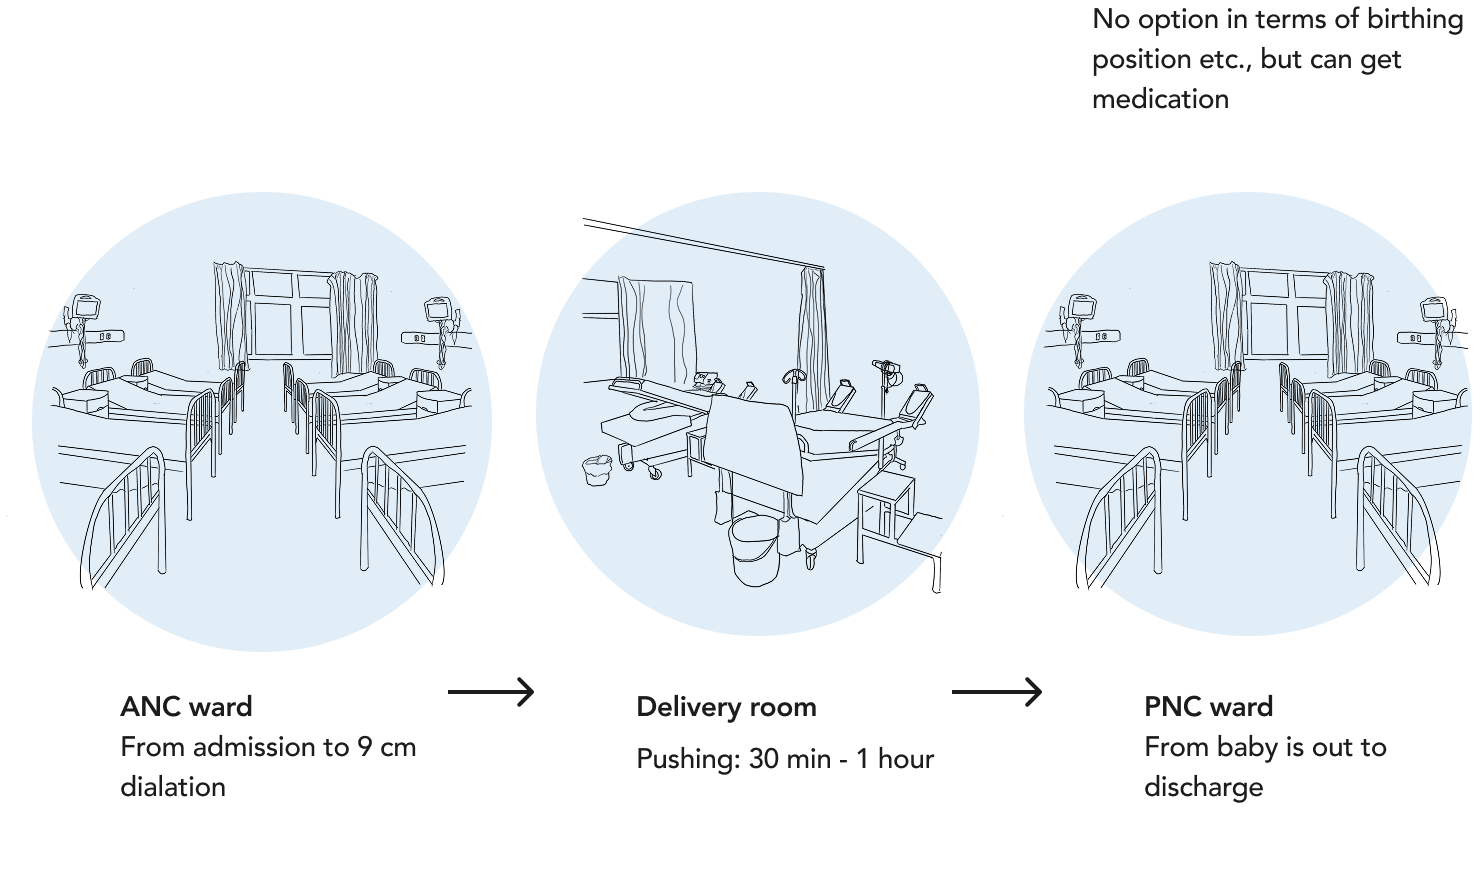 No option in terms of birthing
position etc., but can get
medication
ANC ward
From admission to 9 cm
dialation
Delivery room
Pushing: 30 min - 1 hour
PNC ward
From baby is out to
discharge